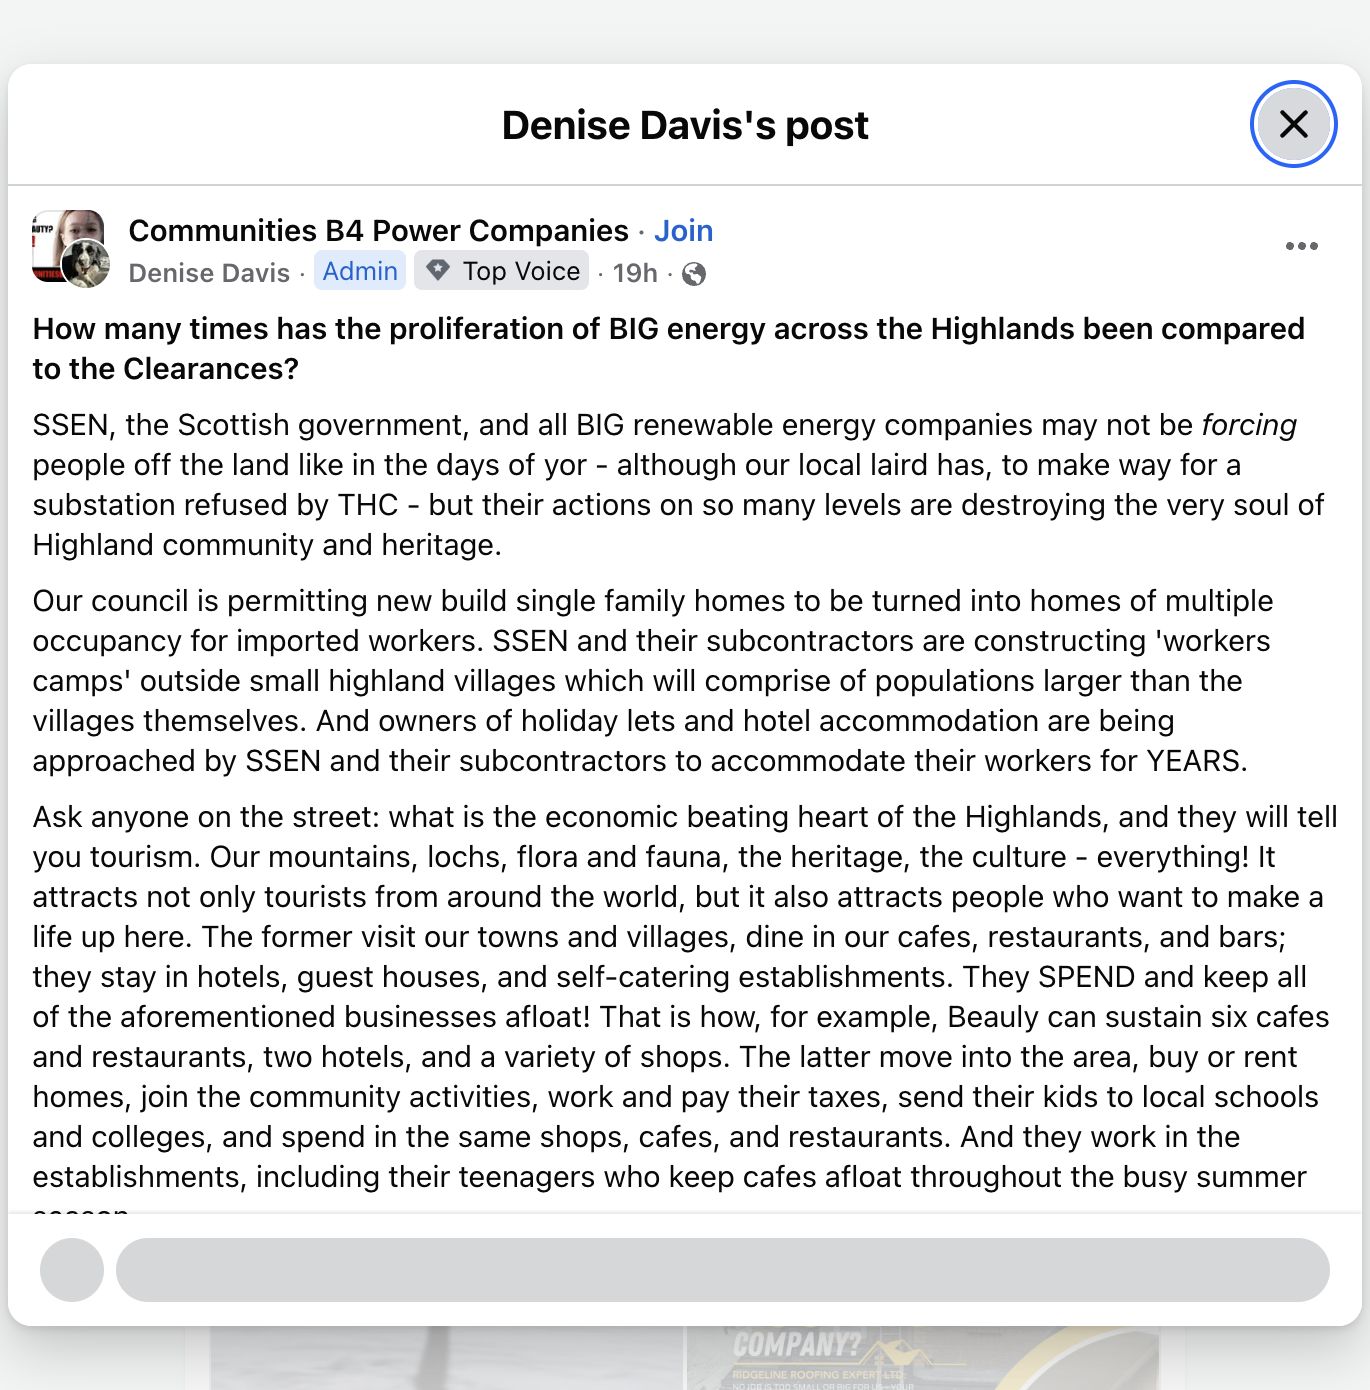 Denise Davis's post
Communities B4 Power Companies · Join
Denise Davis · Admin Top Voice · 19h ·
How many times has the proliferation of BIG energy across the Highlands been compared
to the Clearances?
SSEN, the Scottish government, and all BIG renewable energy companies may not be forcing
people off the land like in the days of yor - although our local laird has, to make way for a
substation refused by THC - but their actions on so many levels are destroying the very soul of
Highland community and heritage.
Our council is permitting new build single family homes to be turned into homes of multiple
occupancy for imported workers. SSEN and their subcontractors are constructing 'workers
camps' outside small highland villages which will comprise of populations larger than the
villages themselves. And owners of holiday lets and hotel accommodation are being
approached by SSEN and their subcontractors to accommodate their workers for YEARS.
Ask anyone on the street: what is the economic beating heart of the Highlands, and they will tell
you tourism. Our mountains, lochs, flora and fauna, the heritage, the culture - everything! It
attracts not only tourists from around the world, but it also attracts people who want to make a
life up here. The former visit our towns and villages, dine in our cafes, restaurants, and bars;
they stay in hotels, guest houses, and self-catering establishments. They SPEND and keep all
of the aforementioned businesses afloat! That is how, for example, Beauly can sustain six cafes
and restaurants, two hotels, and a variety of shops. The latter move into the area, buy or rent
homes, join the community activities, work and pay their taxes, send their kids to local schools
and colleges, and spend in the same shops, cafes, and restaurants. And they work in the
establishments, including their teenagers who keep cafes afloat throughout the busy summer
COMPANY?
RIDGELINE ROOFING EXPERT LTD